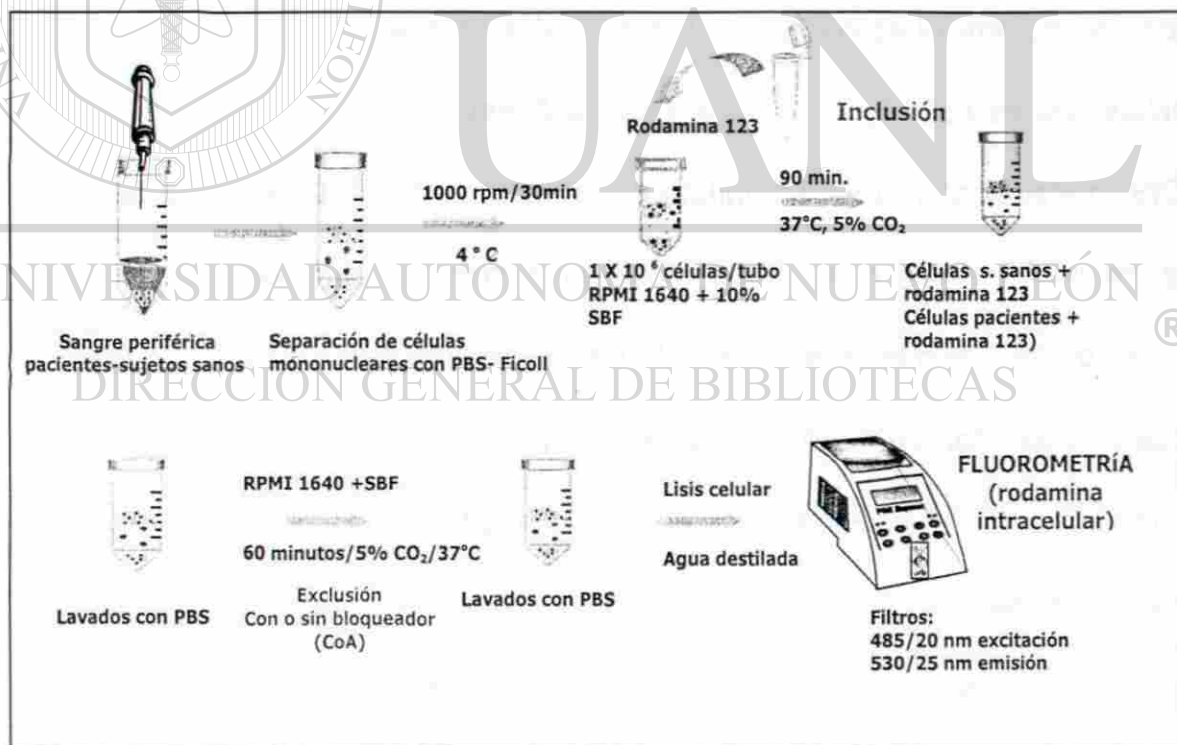 UANL
Rodamina 123
Inclusión
1000 rpm/30min
4 ° C
90 min.
37°C, 5% CO₂
1 X 10 ⁶ células/tubo
RPMI 1640 + 10%
SBF
Células s. sanos +
rodamina 123
Células pacientes +
rodamina 123)
Sangre periférica
pacientes-sujetos sanos
Separación de células
mononucleares con PBS- Ficoll
UNIVERSIDAD AUTÓNOMA DE NUEVO LEÓN
®
DIRECCIÓN GENERAL DE BIBLIOTECAS
Lavados con PBS
RPMI 1640 +SBF
60 minutos/5% CO₂/37°C
Exclusión
Con o sin bloqueador
(CoA)
Lavados con PBS
Lisis celular
Agua destilada
FLUOROMETRÍA
(rodamina
intracelular)
Filtros:
485/20 nm excitación
530/25 nm emisión